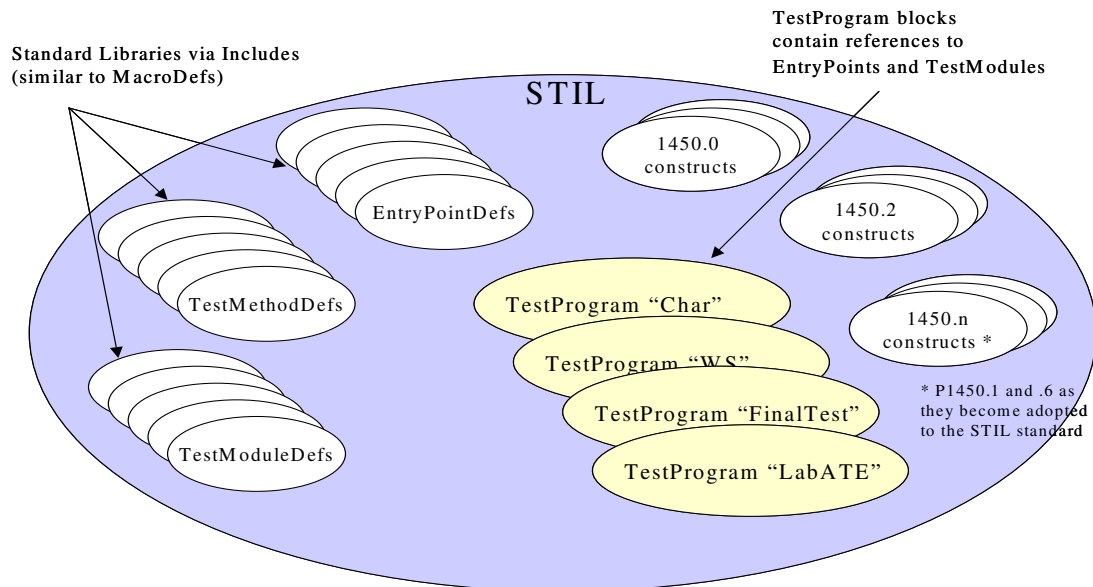 TestProgram blocks
contain references to
EntryPoints and TestModules
Standard Libraries via Includes
(similar to MacroDefs)
STIL
1450.0
constructs
EntryPointDefs
1450.2
constructs
TestMethodDefs
TestProgram “Char”
1450.n
constructs *
TestProgram “WS”
* P1450.1 and .6 as
they become adopted
to the STIL standard
TestProgram “FinalTest”
TestModuleDefs
TestProgram “LabATE”